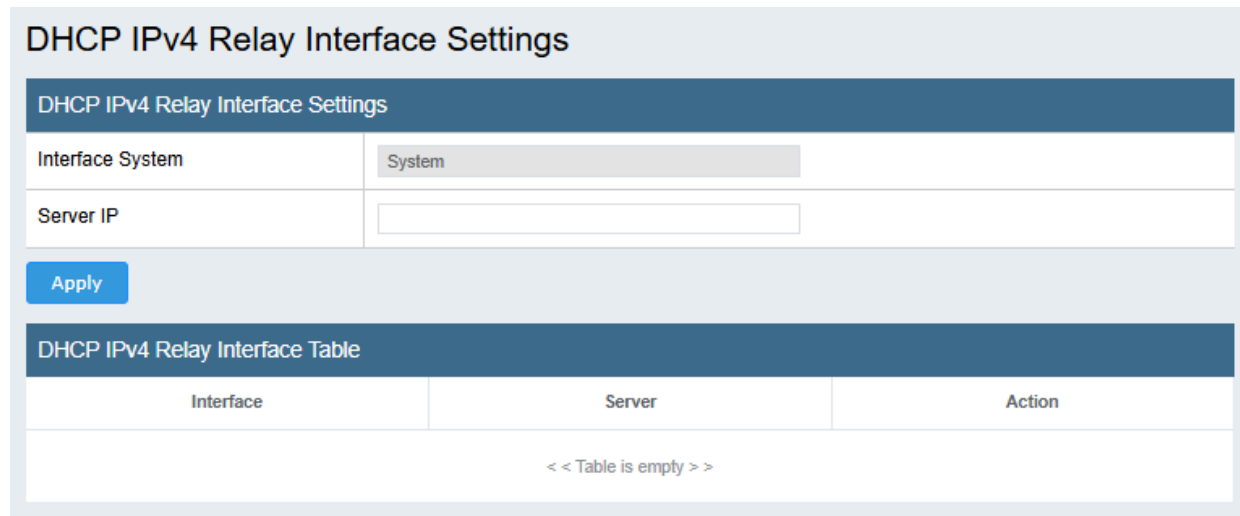 DHCP IPv4 Relay Interface Settings
DHCP IPv4 Relay Interface Settings
Interface System
System
Server IP
Apply
DHCP IPv4 Relay Interface Table
Interface Server Action
< < Table is empty > >